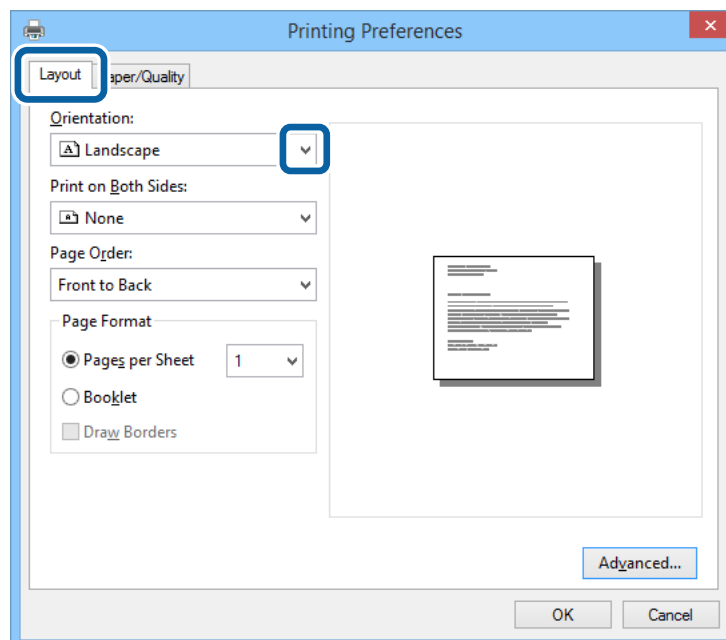 Printing Preferences
Layout
aper/Quality
Orientation:
Landscape
Print on Both Sides:
None
Page Order:
Front to Back
Page Format
Pages per Sheet 1
Booklet
Draw Borders
Advanced...
OK Cancel